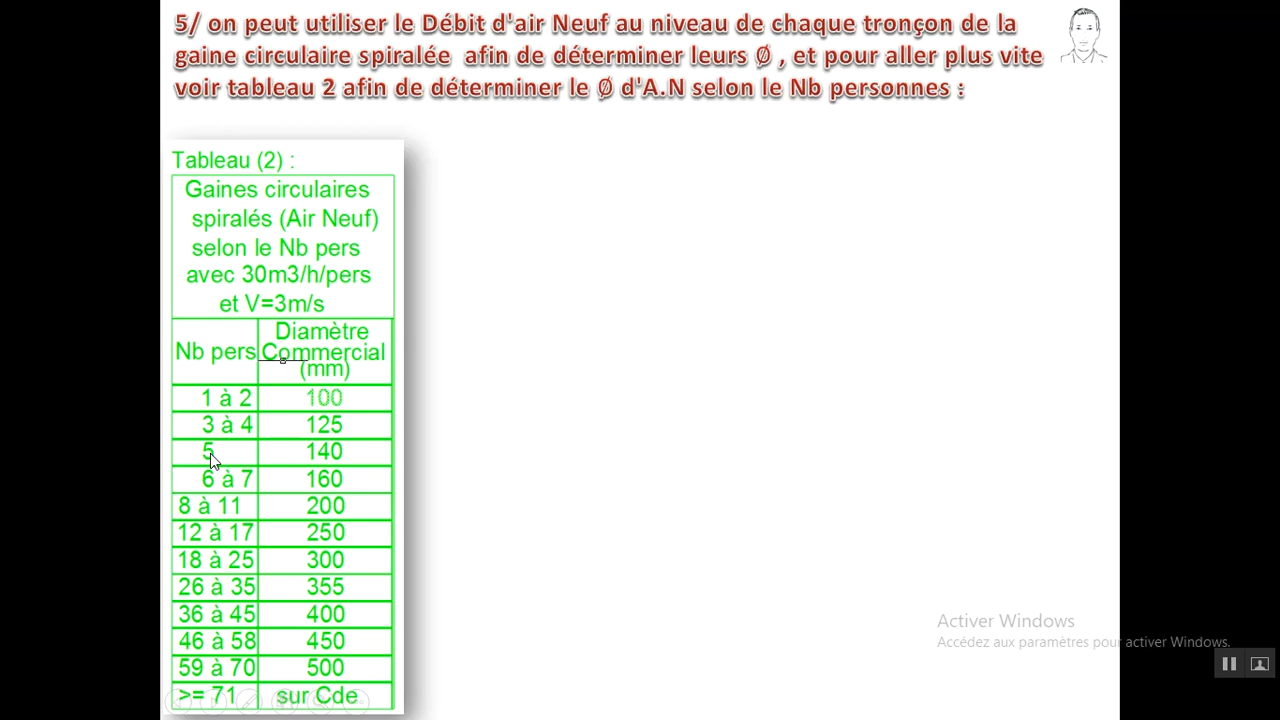 5/ on peut utiliser le Débit d'air Neuf au niveau de chaque tronçon de la
gaine circulaire spiralée afin de déterminer leurs Ø , et pour aller plus vite
voir tableau 2 afin de déterminer le Ø d'A.N selon le Nb personnes :
Tableau (2) :
Gaines circulaires
spiralés (Air Neuf)
selon le Nb pers
avec 30m3/h/pers
et V=3m/s
Nb pers Diamètre Commercial (mm)
1 à 2 100
3 à 4 125
5 140
6 à 7 160
8 à 11 200
12 à 17 250
18 à 25 300
26 à 35 355
36 à 45 400
46 à 58 450
59 à 70 500
>= 71 sur Cde
Activer Windows
Accédez aux paramètres pour activer Windows.